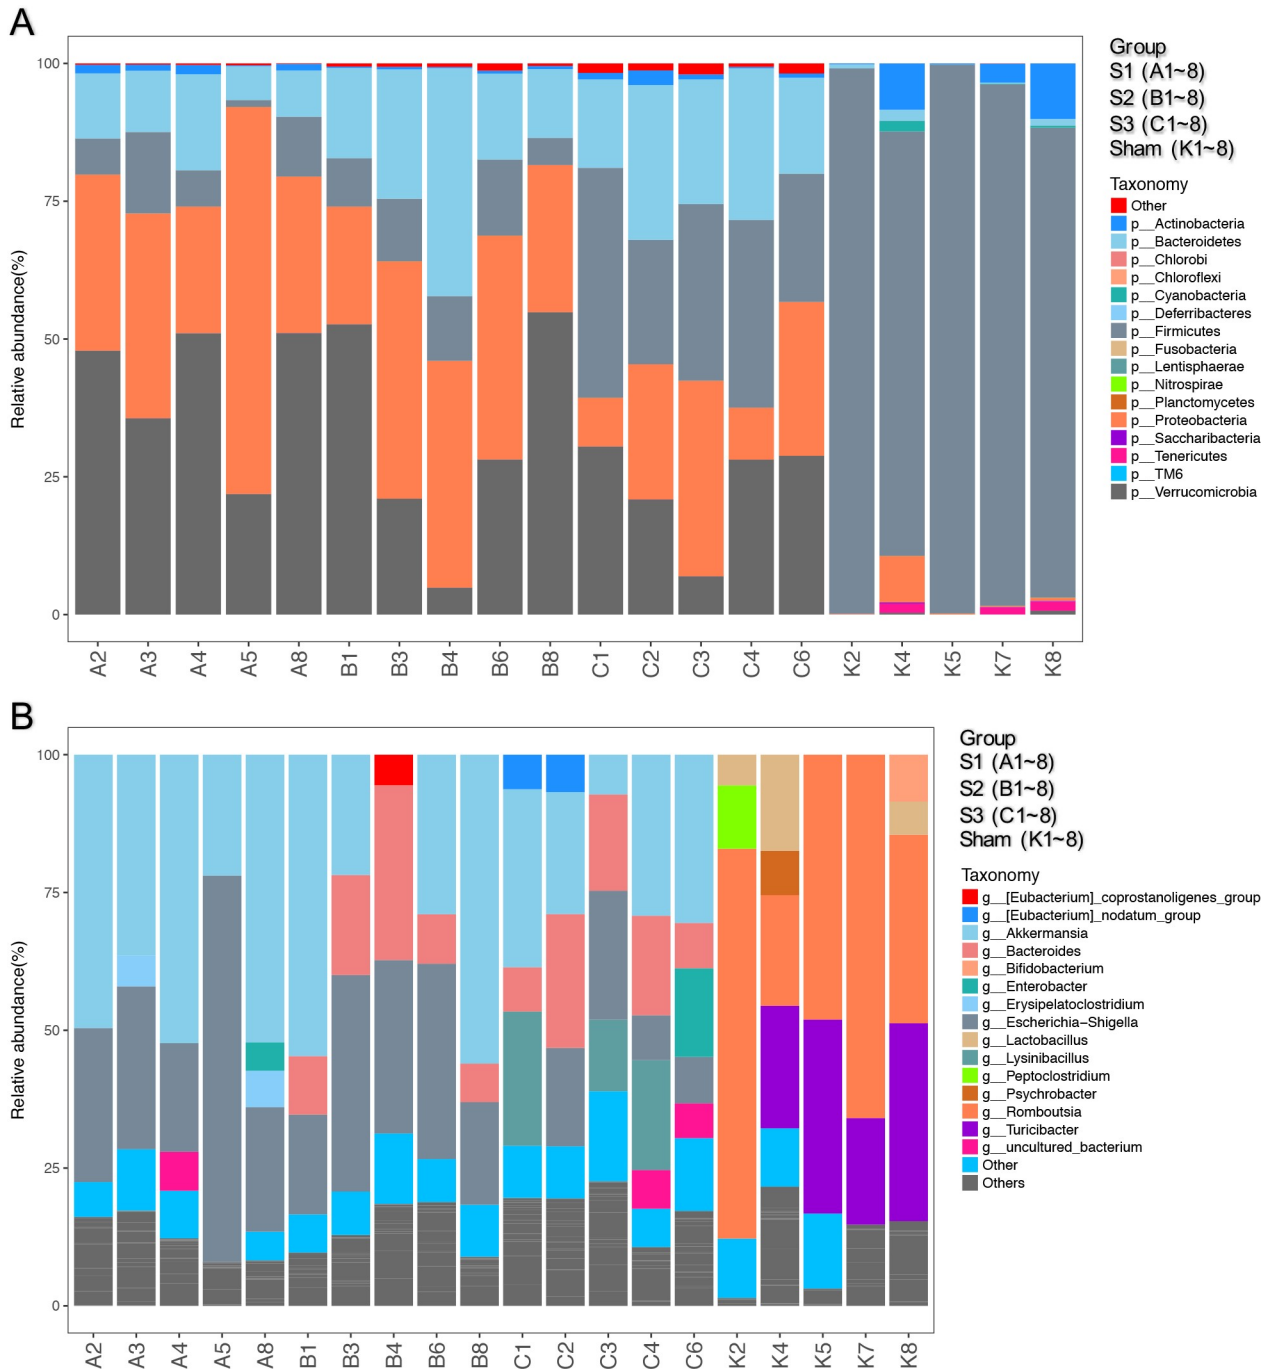 A
Group
S1 (A1~8)
S2 (B1~8)
S3 (C1~8)
Sham (K1~8)
Taxonomy
Other
p__Actinobacteria
p__Bacteroidetes
p__Chlorobi
p__Chloroflexi
p__Cyanobacteria
p__Deferribacteres
p__Firmicutes
p__Fusobacteria
p__Lentisphaerae
p__Nitrospirae
p__Planctomycetes
p__Proteobacteria
p__Saccharibacteria
p__Tenericutes
p__TM6
p__Verrucomicrobia
Relative abundance(%)
100
75
50
25
0
A2 A3 A4 A5 A8 B1 B3 B4 B6 B8 C1 C2 C3 C4 C6 K2 K4 K5 K7 K8
B
Group
S1 (A1~8)
S2 (B1~8)
S3 (C1~8)
Sham (K1~8)
Taxonomy
g__[Eubacterium]_coprostanoligenes_group
g__[Eubacterium]_nodatum_group
g__Akkermansia
g__Bacteroides
g__Bifidobacterium
g__Enterobacter
g__Erysipelatoclostridium
g__Escherichia−Shigella
g__Lactobacillus
g__Lysinibacillus
g__Peptoclostridium
g__Psychrobacter
g__Romboutsia
g__Turicibacter
g__uncultured_bacterium
Other
Others
Relative abundance(%)
100
75
50
25
0
A2 A3 A4 A5 A8 B1 B3 B4 B6 B8 C1 C2 C3 C4 C6 K2 K4 K5 K7 K8